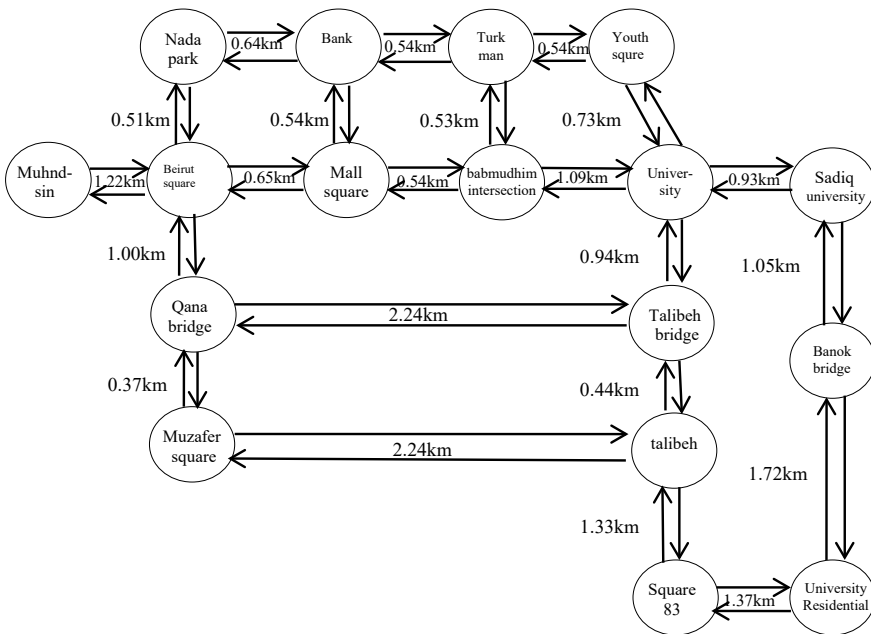 Nada
park
0.64km
Bank
0.54km
Turk
man
0.54km
Youth
squre
0.51km
0.54km
0.53km
0.73km
Muhnd-
sin
1.22km
Beirut
square
0.65km
Mall
square
0.54km
babmudhim
intersection
1.09km
Univer-
sity
0.93km
Sadiq
university
1.00km
0.94km
1.05km
Qana
bridge
2.24km
Talibeh
bridge
Banok
bridge
0.37km
0.44km
Muzafer
square
2.24km
talibeh
1.72km
1.33km
Square
83
1.37km
University
Residential